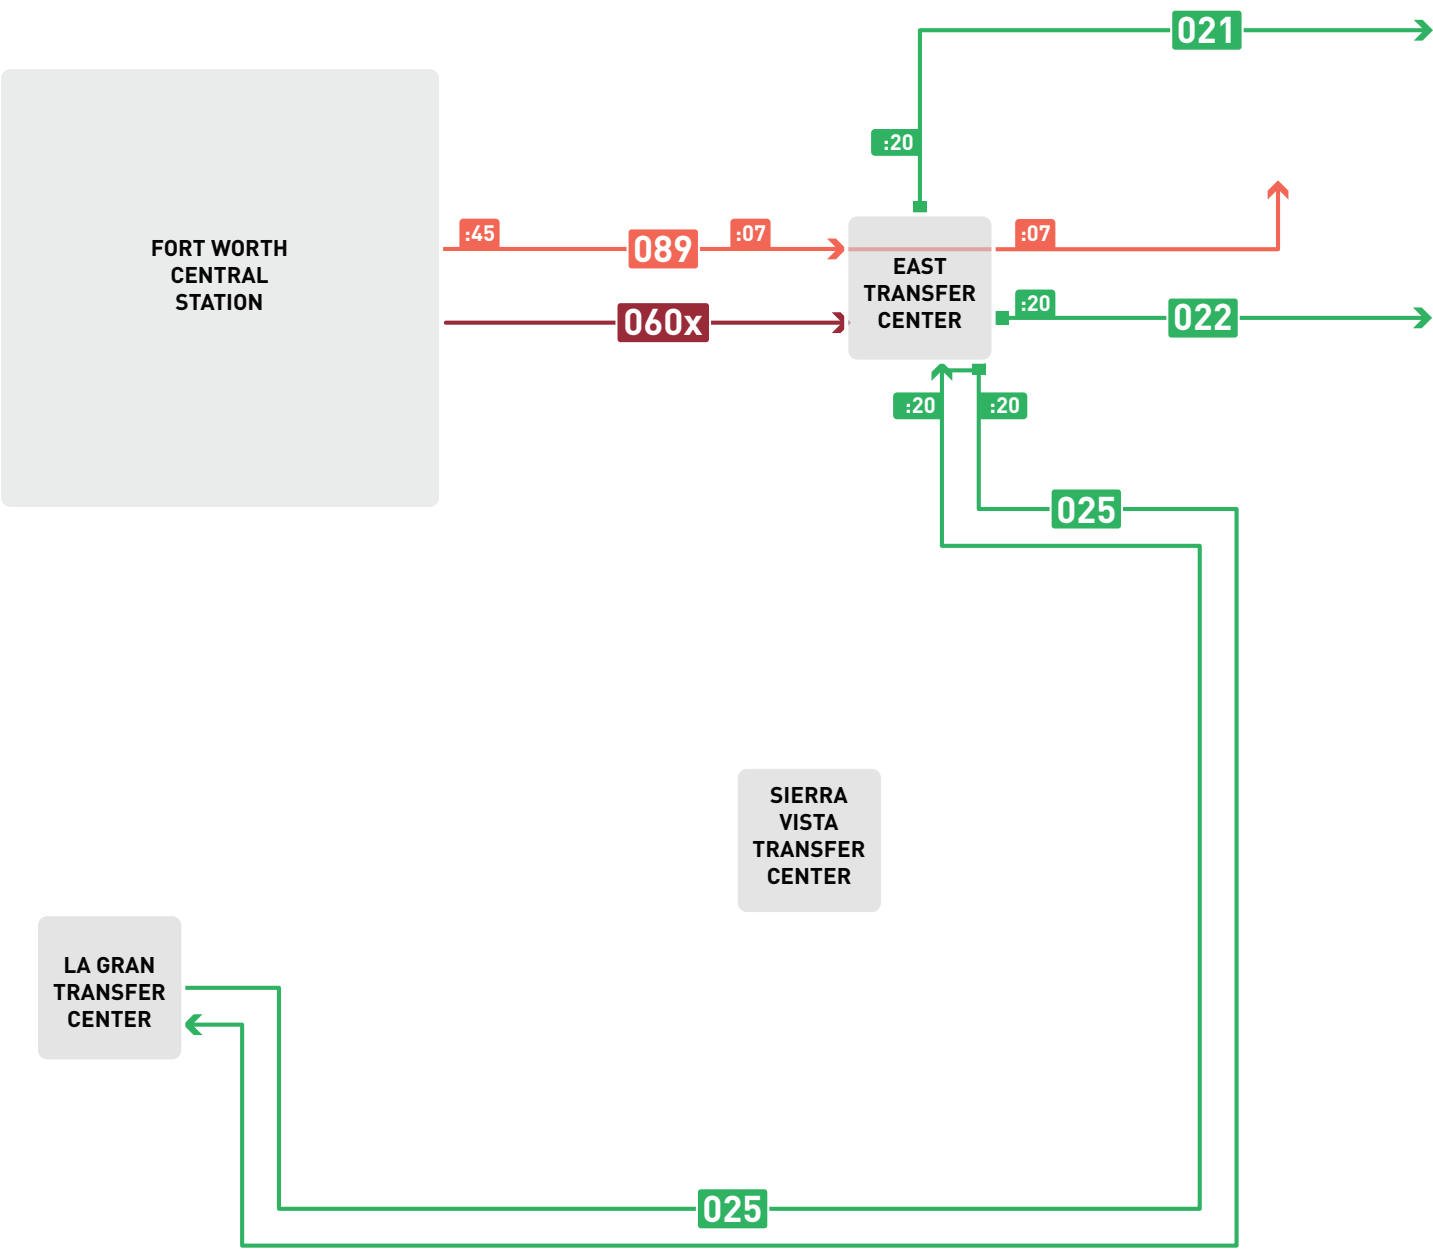 021
:20
:45
089
:07
:07
FORT WORTH
CENTRAL
STATION
EAST
TRANSFER
CENTER
060x
:20
022
:20
:20
025
SIERRA
VISTA
TRANSFER
CENTER
LA GRAN
TRANSFER
CENTER
025